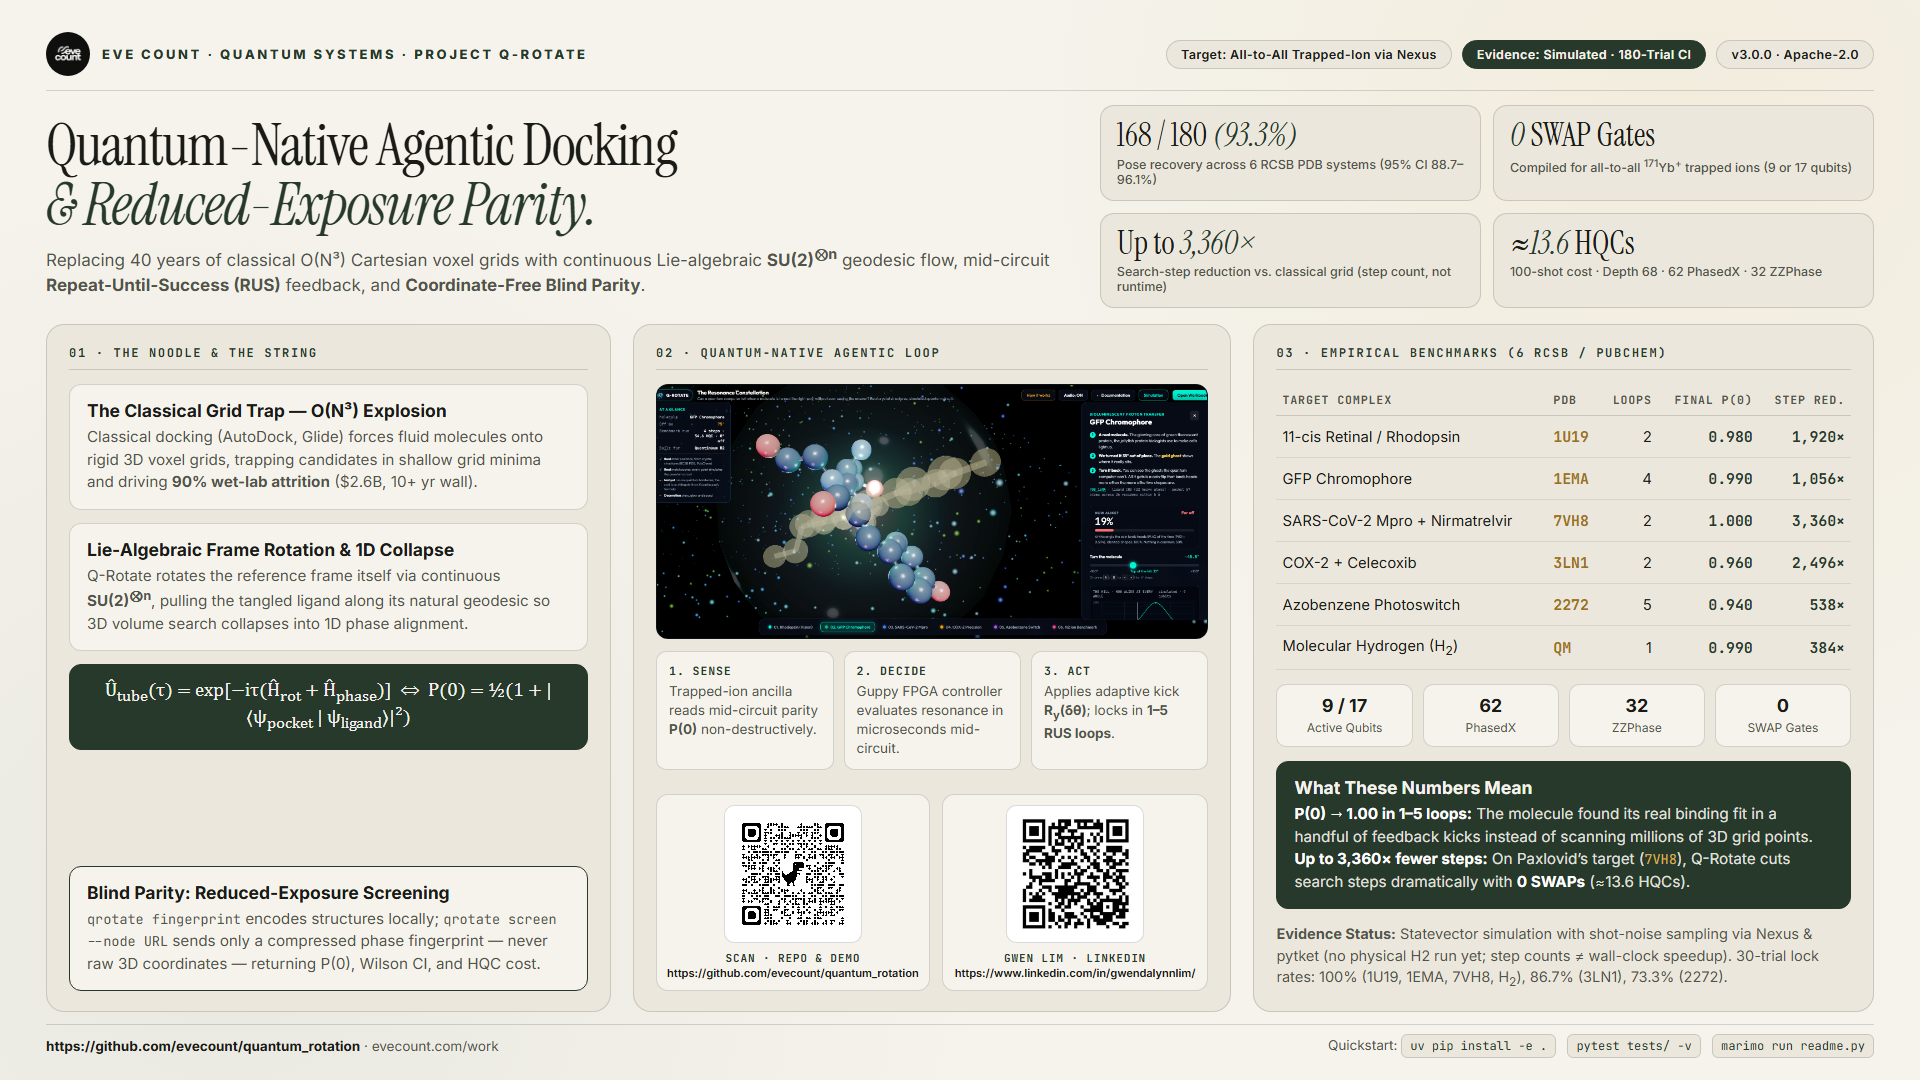 eve count
EVE COUNT · QUANTUM SYSTEMS · PROJECT Q-ROTATE
Target: All-to-All Trapped-Ion via Nexus
Evidence: Simulated · 180-Trial CI
v3.0.0 · Apache-2.0
Quantum-Native Agentic Docking
& Reduced-Exposure Parity.
Replacing 40 years of classical O(N³) Cartesian voxel grids with continuous Lie-algebraic SU(2)⊗n geodesic flow, mid-circuit
Repeat-Until-Success (RUS) feedback, and Coordinate-Free Blind Parity.
168 / 180 (93.3%)
Pose recovery across 6 RCSB PDB systems (95% CI 88.7–
96.1%)
0 SWAP Gates
Compiled for all-to-all 171Yb+ trapped ions (9 or 17 qubits)
Up to 3,360×
Search-step reduction vs. classical grid (step count, not
runtime)
≈13.6 HQCs
100-shot cost · Depth 68 · 62 PhasedX · 32 ZZPhase
01 · THE NOODLE & THE STRING
The Classical Grid Trap — O(N³) Explosion
Classical docking (AutoDock, Glide) forces fluid molecules onto
rigid 3D voxel grids, trapping candidates in shallow grid minima
and driving 90% wet-lab attrition ($2.6B, 10+ yr wall).
Lie-Algebraic Frame Rotation & 1D Collapse
Q-Rotate rotates the reference frame itself via continuous
SU(2)⊗n, pulling the tangled ligand along its natural geodesic so
3D volume search collapses into 1D phase alignment.
Ûtube(τ) = exp[−iτ(Ĥrot + Ĥphase)] ⇔ P(0) = ½(1 + |
⟨ψpocket | ψligand⟩|²)
Blind Parity: Reduced-Exposure Screening
qrotate fingerprint encodes structures locally; qrotate screen
--node URL sends only a compressed phase fingerprint — never
raw 3D coordinates — returning P(0), Wilson CI, and HQC cost.
02 · QUANTUM-NATIVE AGENTIC LOOP
Q-ROTATE
The Resonance Constellation
How it works
Audio: Off
Documentation
Simulation
AT A GLANCE
GFP Chromophore
GFP Chromophore
19%
Turn the molecule
1. SENSE
Trapped-ion ancilla
reads mid-circuit parity
P(0) non-destructively.
2. DECIDE
Guppy FPGA controller
evaluates resonance in
microseconds mid-
circuit.
3. ACT
Applies adaptive kick
Ry(δθ); locks in 1–5
RUS loops.
SCAN · REPO & DEMO
https://github.com/evecount/quantum_rotation
GWEN LIM · LINKEDIN
https://www.linkedin.com/in/gwendalynnlim/
03 · EMPIRICAL BENCHMARKS (6 RCSB / PUBCHEM)
TARGET COMPLEX PDB LOOPS FINAL P(0) STEP RED.
11-cis Retinal / Rhodopsin 1U19 2 0.980 1,920×
GFP Chromophore 1EMA 4 0.990 1,056×
SARS-CoV-2 Mpro + Nirmatrelvir 7VH8 2 1.000 3,360×
COX-2 + Celecoxib 3LN1 2 0.960 2,496×
Azobenzene Photoswitch 2272 5 0.940 538×
Molecular Hydrogen (H2) QM 1 0.990 384×
9 / 17
Active Qubits
62
PhasedX
32
ZZPhase
0
SWAP Gates
What These Numbers Mean
P(0) → 1.00 in 1–5 loops: The molecule found its real binding fit in a
handful of feedback kicks instead of scanning millions of 3D grid points.
Up to 3,360× fewer steps: On Paxlovid's target (7VH8), Q-Rotate cuts
search steps dramatically with 0 SWAPs (≈13.6 HQCs).
Evidence Status: Statevector simulation with shot-noise sampling via Nexus &
pytket (no physical H2 run yet; step counts ≠ wall-clock speedup). 30-trial lock
rates: 100% (1U19, 1EMA, 7VH8, H2), 86.7% (3LN1), 73.3% (2272).
https://github.com/evecount/quantum_rotation · evecount.com/work
Quickstart: uv pip install -e . pytest tests/ -v marimo run readme.py